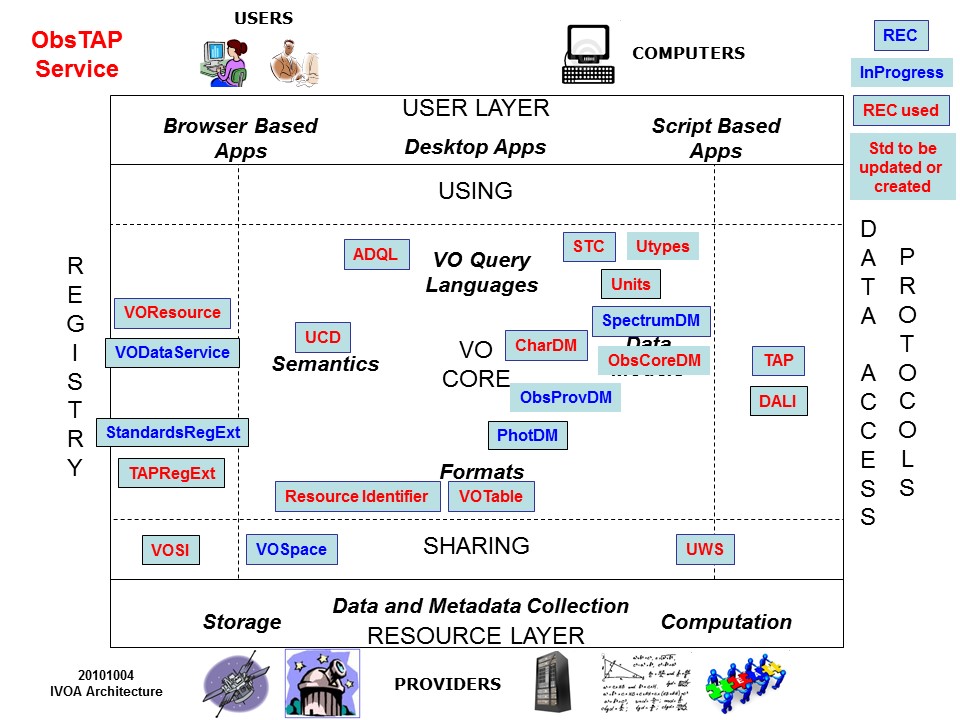 USERS
ObsTAP
Service
COMPUTERS
REC
InProgress
REC used
Std to be
updated or
created
USER LAYER
Browser Based
Apps
Desktop Apps
Script Based
Apps
USING
REGISTRY
DATA ACCESS
PROTOCOLS
ADQL
VO Query
Languages
STC
Utypes
Units
VOResource
SpectrumDM
UCD
Semantics
VO
CORE
CharDM
Data
ObsCoreDM
VODataService
TAP
ObsProvDM
DALI
StandardsRegExt
PhotDM
TAPRegExt
Formats
Resource Identifier
VOTable
VOSI
VOSpace
SHARING
UWS
Data and Metadata Collection
Storage
Computation
RESOURCE LAYER
20101004
IVOA Architecture
PROVIDERS